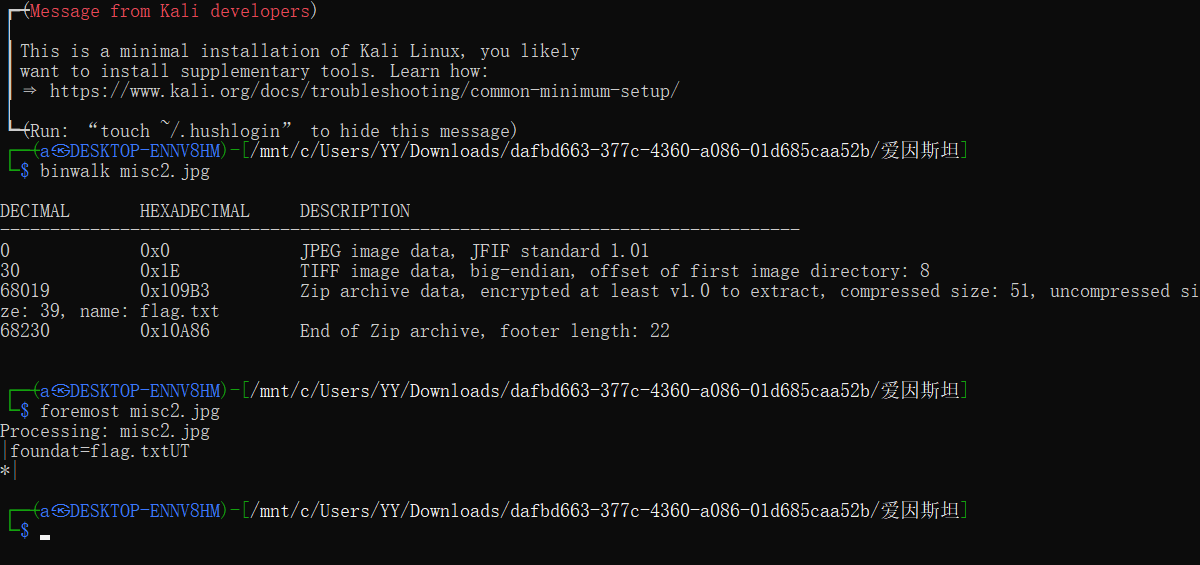 ┏━(Message from Kali developers)
┃
┃ This is a minimal installation of Kali Linux, you likely
┃ want to install supplementary tools. Learn how:
┃ ⇒ https://www.kali.org/docs/troubleshooting/common-minimum-setup/
┃
┗━(Run: “touch ~/.hushlogin” to hide this message)
┌──(a㉿DESKTOP-ENNV8HM)-[/mnt/c/Users/YY/Downloads/dafbd663-377c-4360-a086-01d685caa52b/爱因斯坦]
└─$ binwalk misc2.jpg
DECIMAL       HEXADECIMAL     DESCRIPTION
--------------------------------------------------------------------------------
0             0x0             JPEG image data, JFIF standard 1.01
30            0x1E            TIFF image data, big-endian, offset of first image directory: 8
68019         0x109B3         Zip archive data, encrypted at least v1.0 to extract, compressed size: 51, uncompressed si
ze: 39, name: flag.txt
68230         0x10A86         End of Zip archive, footer length: 22
┌──(a㉿DESKTOP-ENNV8HM)-[/mnt/c/Users/YY/Downloads/dafbd663-377c-4360-a086-01d685caa52b/爱因斯坦]
└─$ foremost misc2.jpg
Processing: misc2.jpg
|foundat=flag.txtUT
*|
┌──(a㉿DESKTOP-ENNV8HM)-[/mnt/c/Users/YY/Downloads/dafbd663-377c-4360-a086-01d685caa52b/爱因斯坦]
└─$